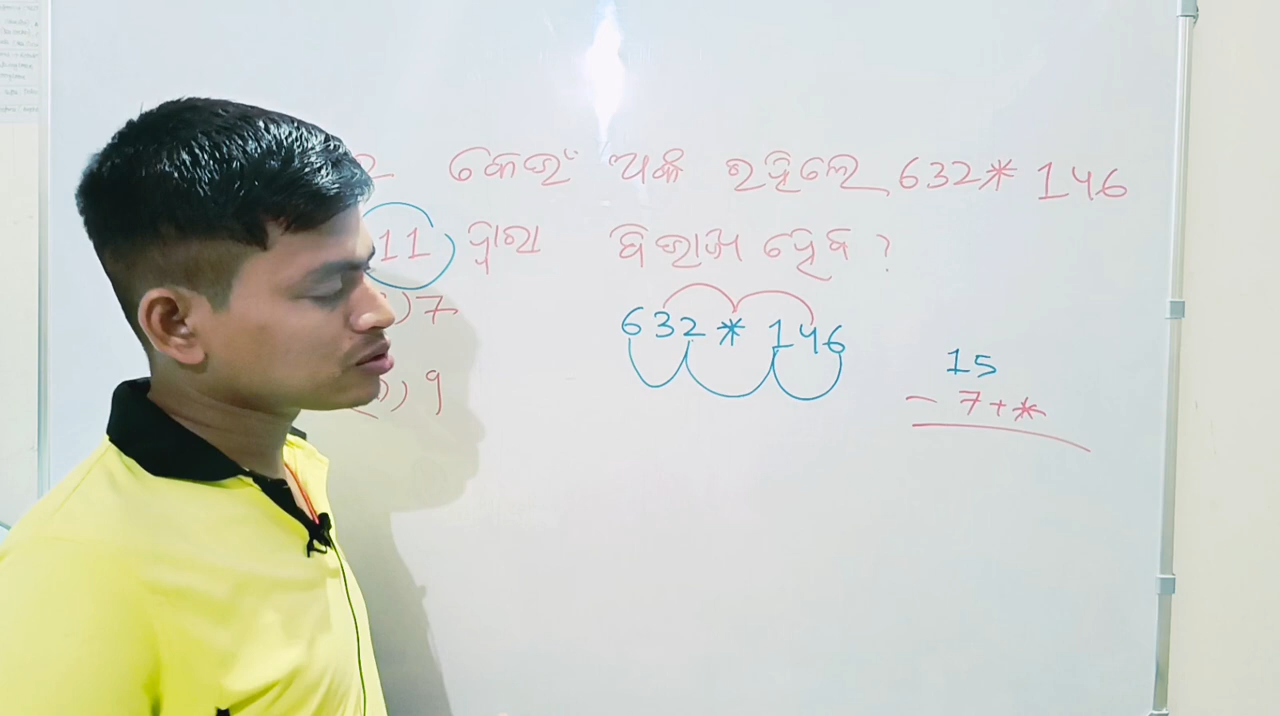 କେଉଁ ଅଙ୍କ ରହିଲେ 632* 146
11 ଦ୍ୱାରା ବିଭାଜ୍ୟ ହେବ ?
) 7
632 * 146
15
) 9
- 7 + *